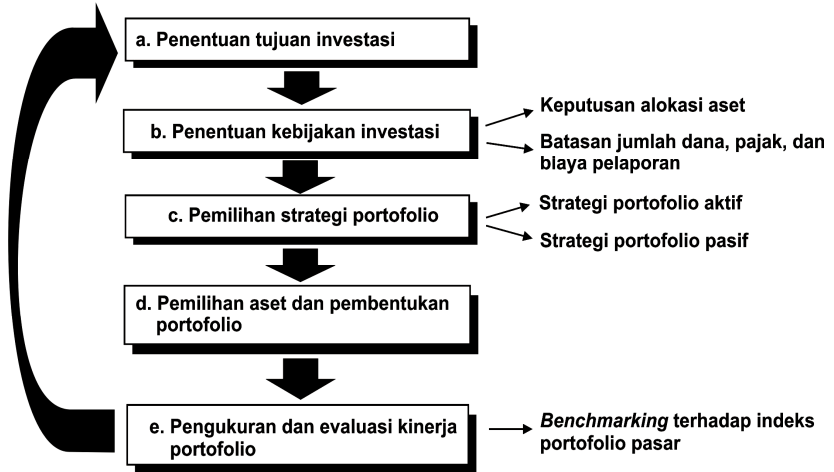 a. Penentuan tujuan investasi
b. Penentuan kebijakan investasi
Keputusan alokasi aset
Batasan jumlah dana, pajak, dan
biaya pelaporan
c. Pemilihan strategi portofolio
Strategi portofolio aktif
Strategi portofolio pasif
d. Pemilihan aset dan pembentukan
portofolio
e. Pengukuran dan evaluasi kinerja
portofolio
Benchmarking terhadap indeks
portofolio pasar